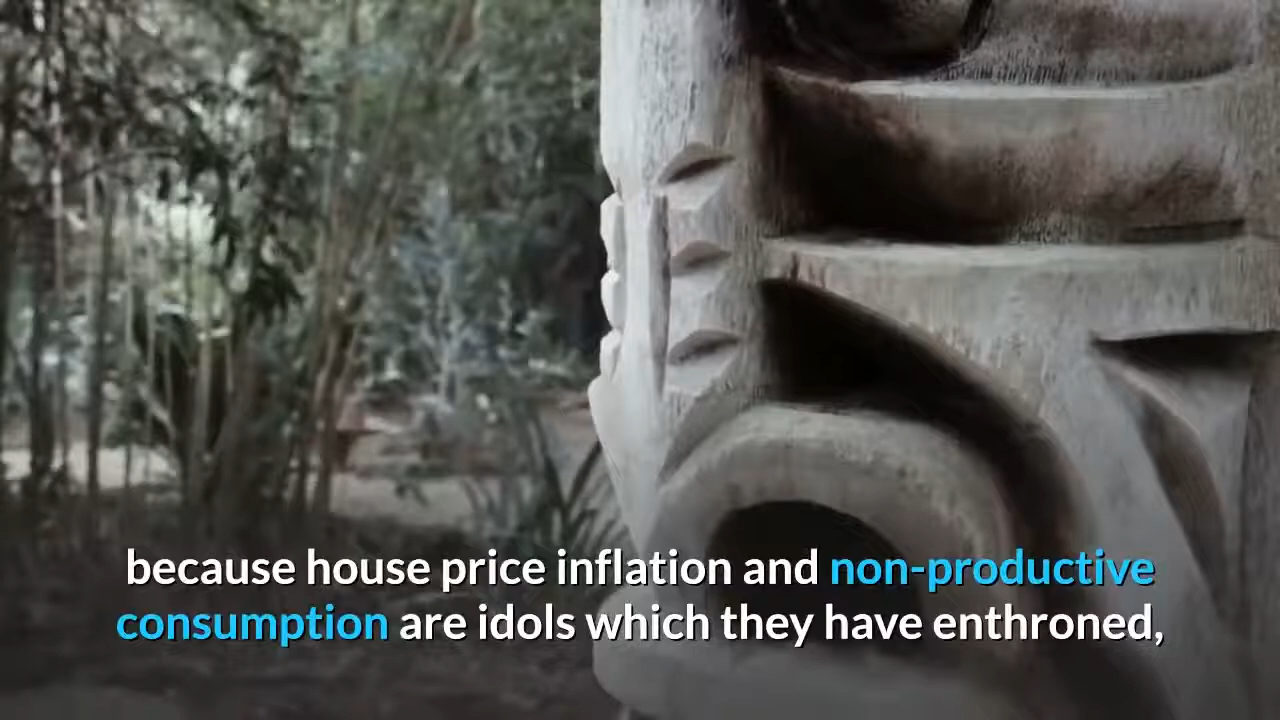 because house price inflation and non-productive
consumption are idols which they have enthroned,